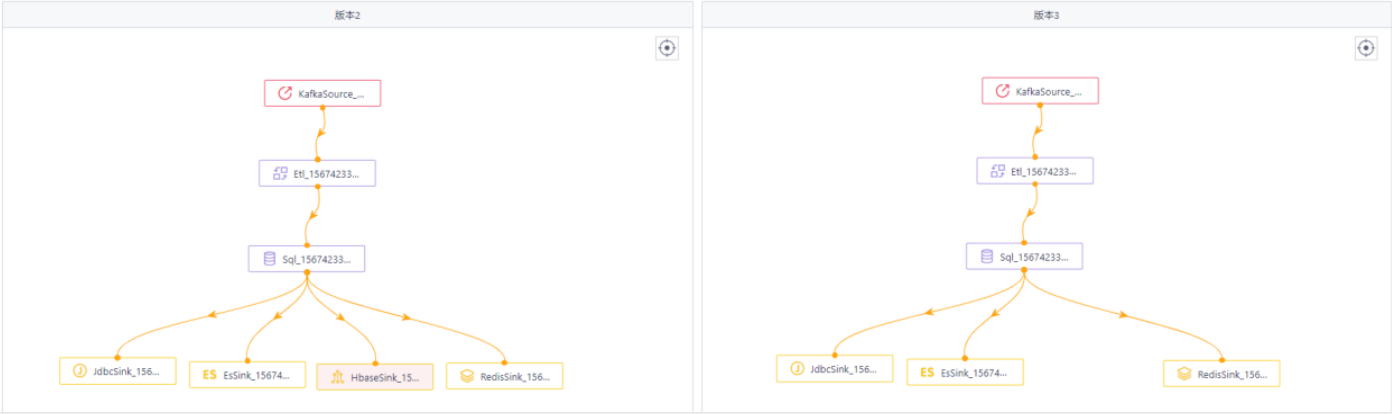 版本2
KafkaSource_...
Etl_15674233...
Sql_15674233...
JdbcSink_156...
ES EsSink_15674...
HbaseSink_15...
RedisSink_156...
版本3
KafkaSource_...
Etl_15674233...
Sql_15674233...
JdbcSink_156...
ES EsSink_15674...
RedisSink_156...